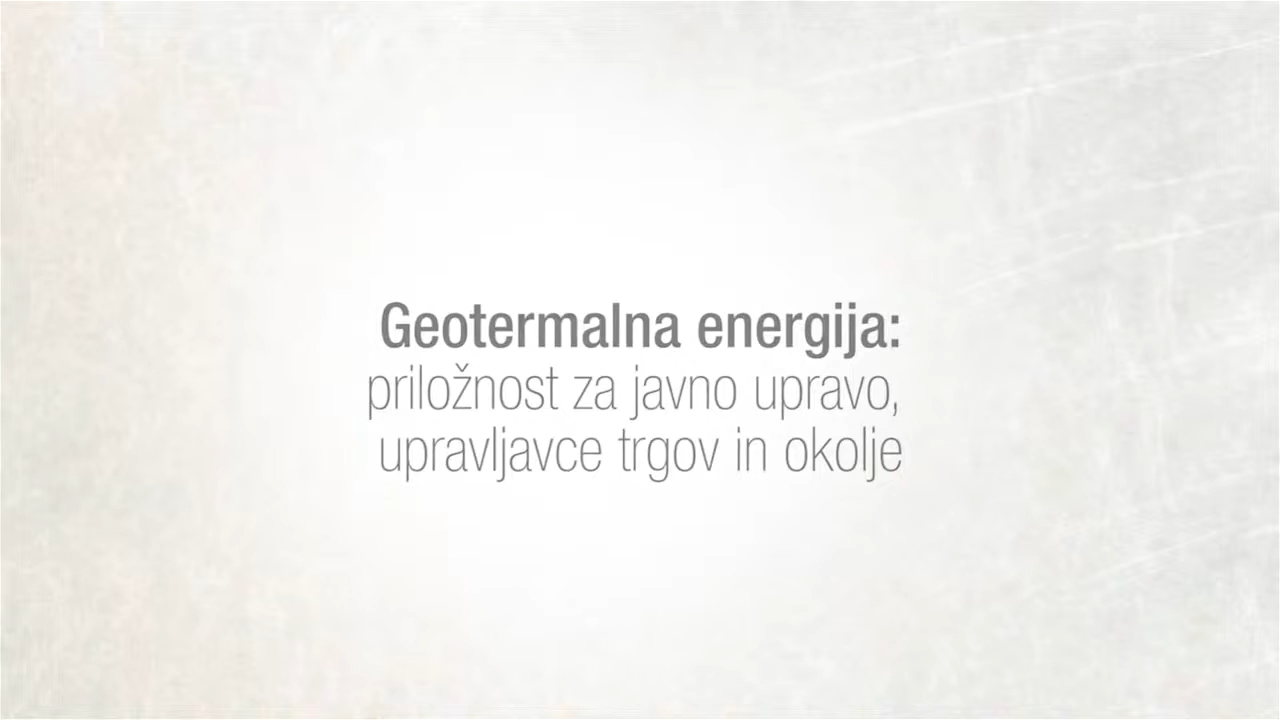 Geotermalna energija:
priložnost za javno upravo,
upravljavce trgov in okolje